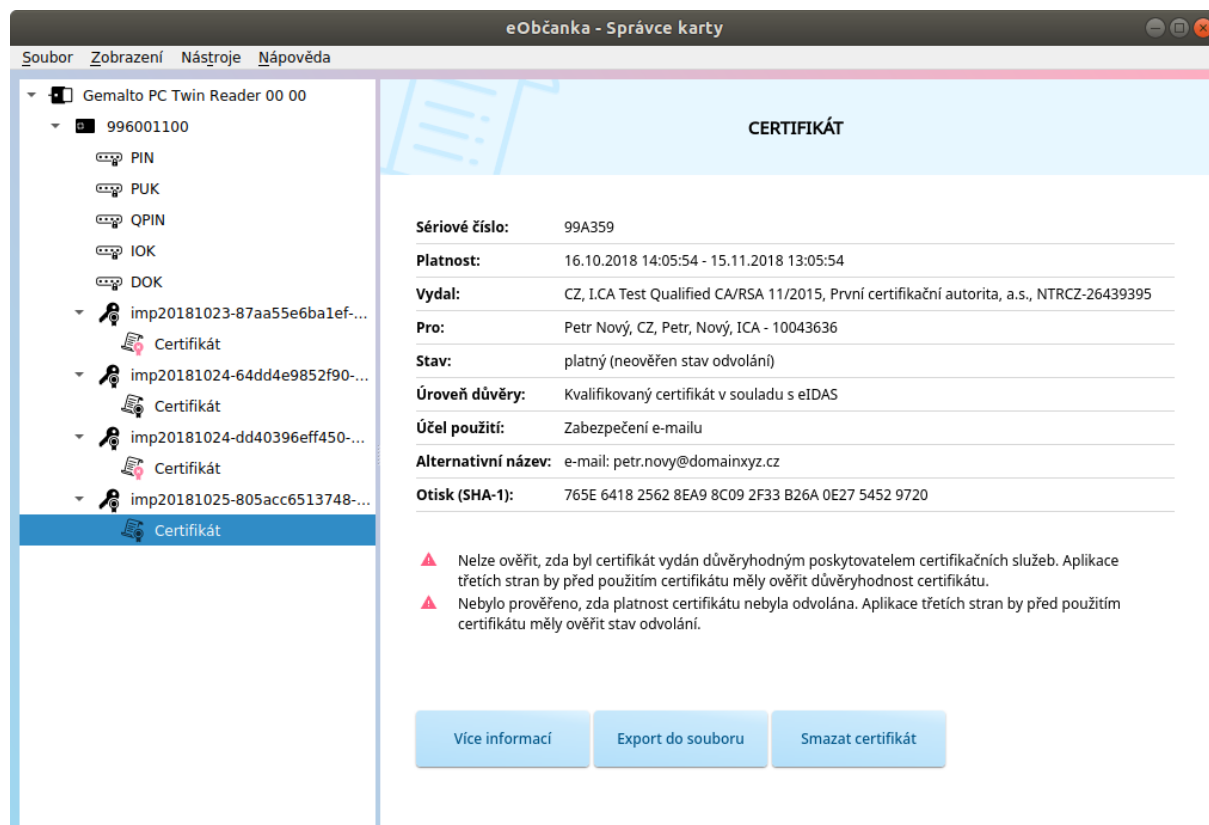 eObčanka - Správce karty
Soubor Zobrazení Nástroje Nápověda
Gemalto PC Twin Reader 00 00
996001100
PIN
PUK
QPIN
IOK
DOK
imp20181023-87aa55e6ba1ef-...
Certifikát
imp20181024-64dd4e9852f90-...
Certifikát
imp20181024-dd40396eff450-...
Certifikát
imp20181025-805acc6513748-...
Certifikát
CERTIFIKÁT
Sériové číslo: 99A359
Platnost: 16.10.2018 14:05:54 - 15.11.2018 13:05:54
Vydal: CZ, I.CA Test Qualified CA/RSA 11/2015, První certifikační autorita, a.s., NTRCZ-26439395
Pro: Petr Nový, CZ, Petr, Nový, ICA - 10043636
Stav: platný (neověřen stav odvolání)
Úroveň důvěry: Kvalifikovaný certifikát v souladu s eIDAS
Účel použití: Zabezpečení e-mailu
Alternativní název: e-mail: petr.novy@domainxyz.cz
Otisk (SHA-1): 765E 6418 2562 8EA9 8C09 2F33 B26A 0E27 5452 9720
Nelze ověřit, zda byl certifikát vydán důvěryhodným poskytovatelem certifikačních služeb. Aplikace
třetích stran by před použitím certifikátu měly ověřit důvěryhodnost certifikátu.
Nebylo prověřeno, zda platnost certifikátu nebyla odvolána. Aplikace třetích stran by před použitím
certifikátu měly ověřit stav odvolání.
Více informací
Export do souboru
Smazat certifikát